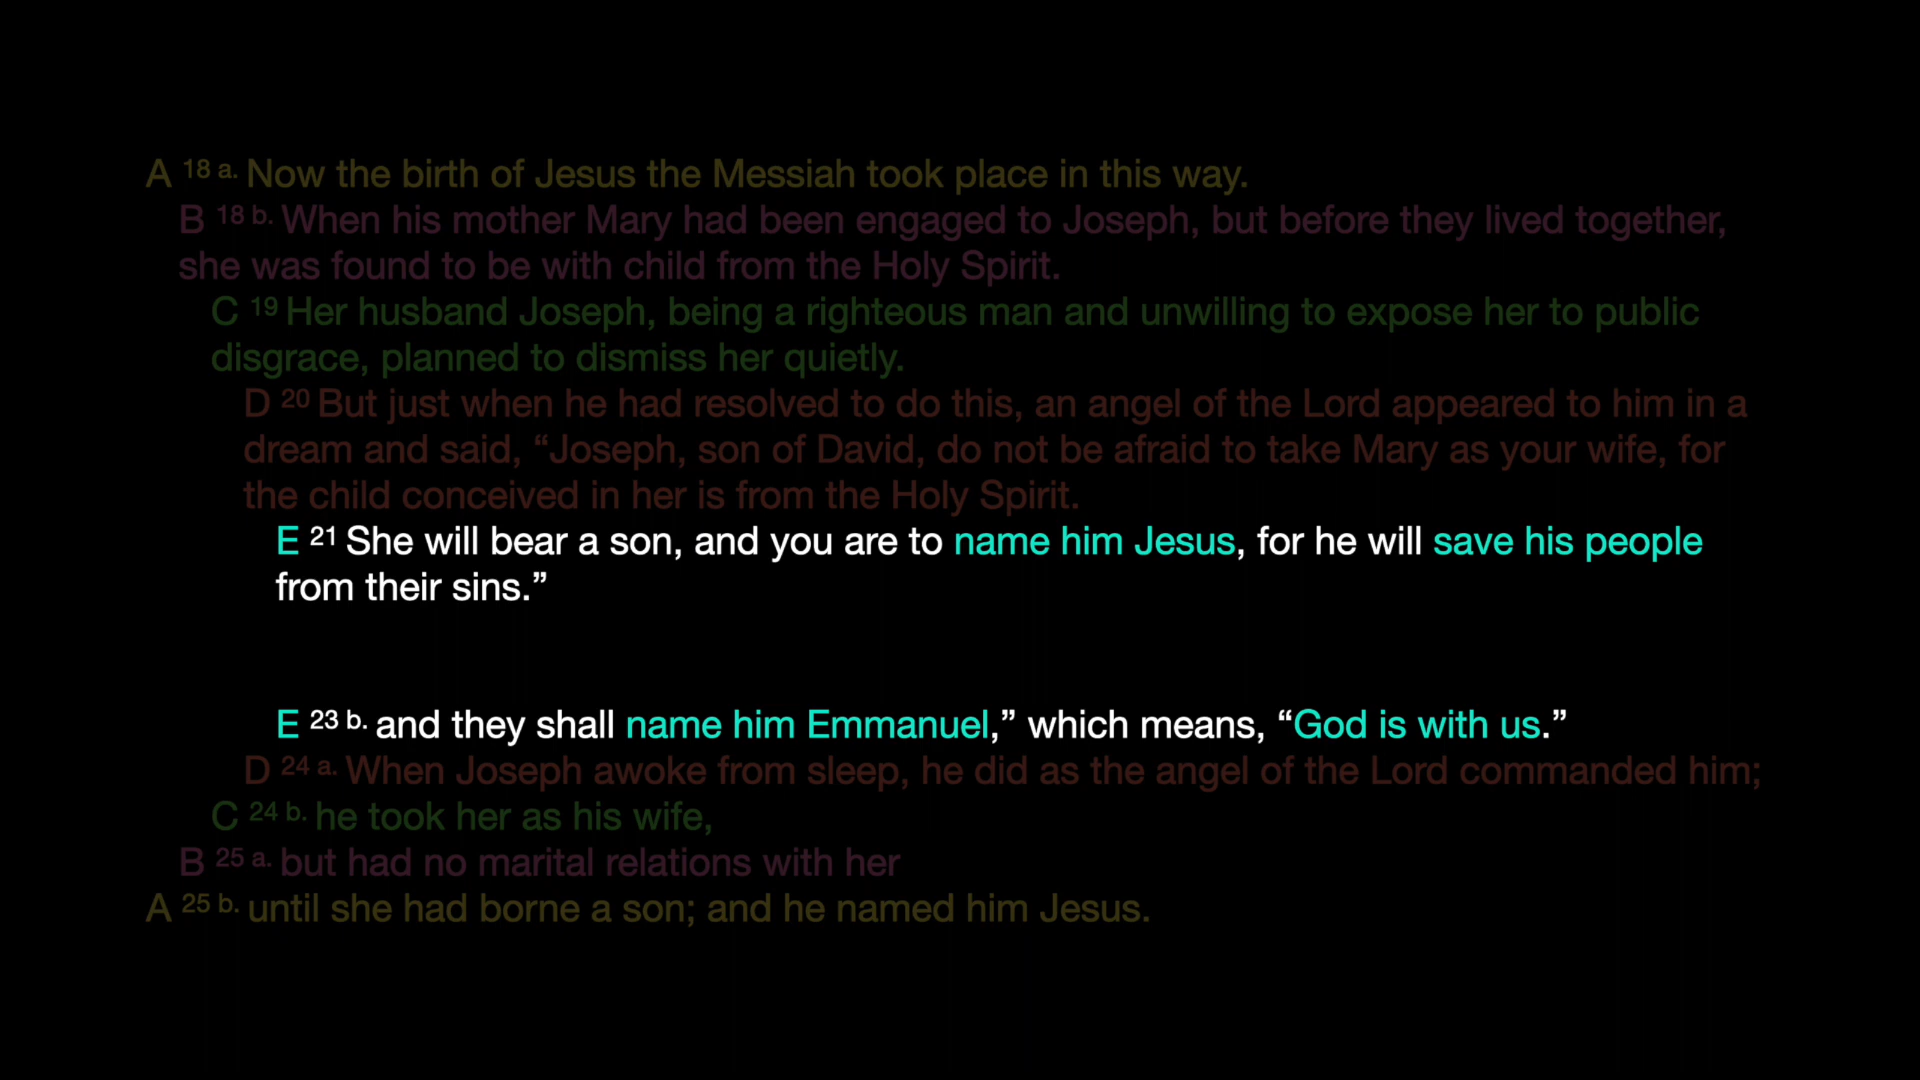 A 18 a. Now the birth of Jesus the Messiah took place in this way.
B 18 b. When his mother Mary had been engaged to Joseph, but before they lived together,
she was found to be with child from the Holy Spirit.
C 19 Her husband Joseph, being a righteous man and unwilling to expose her to public
disgrace, planned to dismiss her quietly.
D 20 But just when he had resolved to do this, an angel of the Lord appeared to him in a
dream and said, “Joseph, son of David, do not be afraid to take Mary as your wife, for
the child conceived in her is from the Holy Spirit.
E 21 She will bear a son, and you are to name him Jesus, for he will save his people
from their sins.”
E 23 b. and they shall name him Emmanuel,” which means, “God is with us.”
D 24 a. When Joseph awoke from sleep, he did as the angel of the Lord commanded him;
C 24 b. he took her as his wife,
B 25 a. but had no marital relations with her
A 25 b. until she had borne a son; and he named him Jesus.